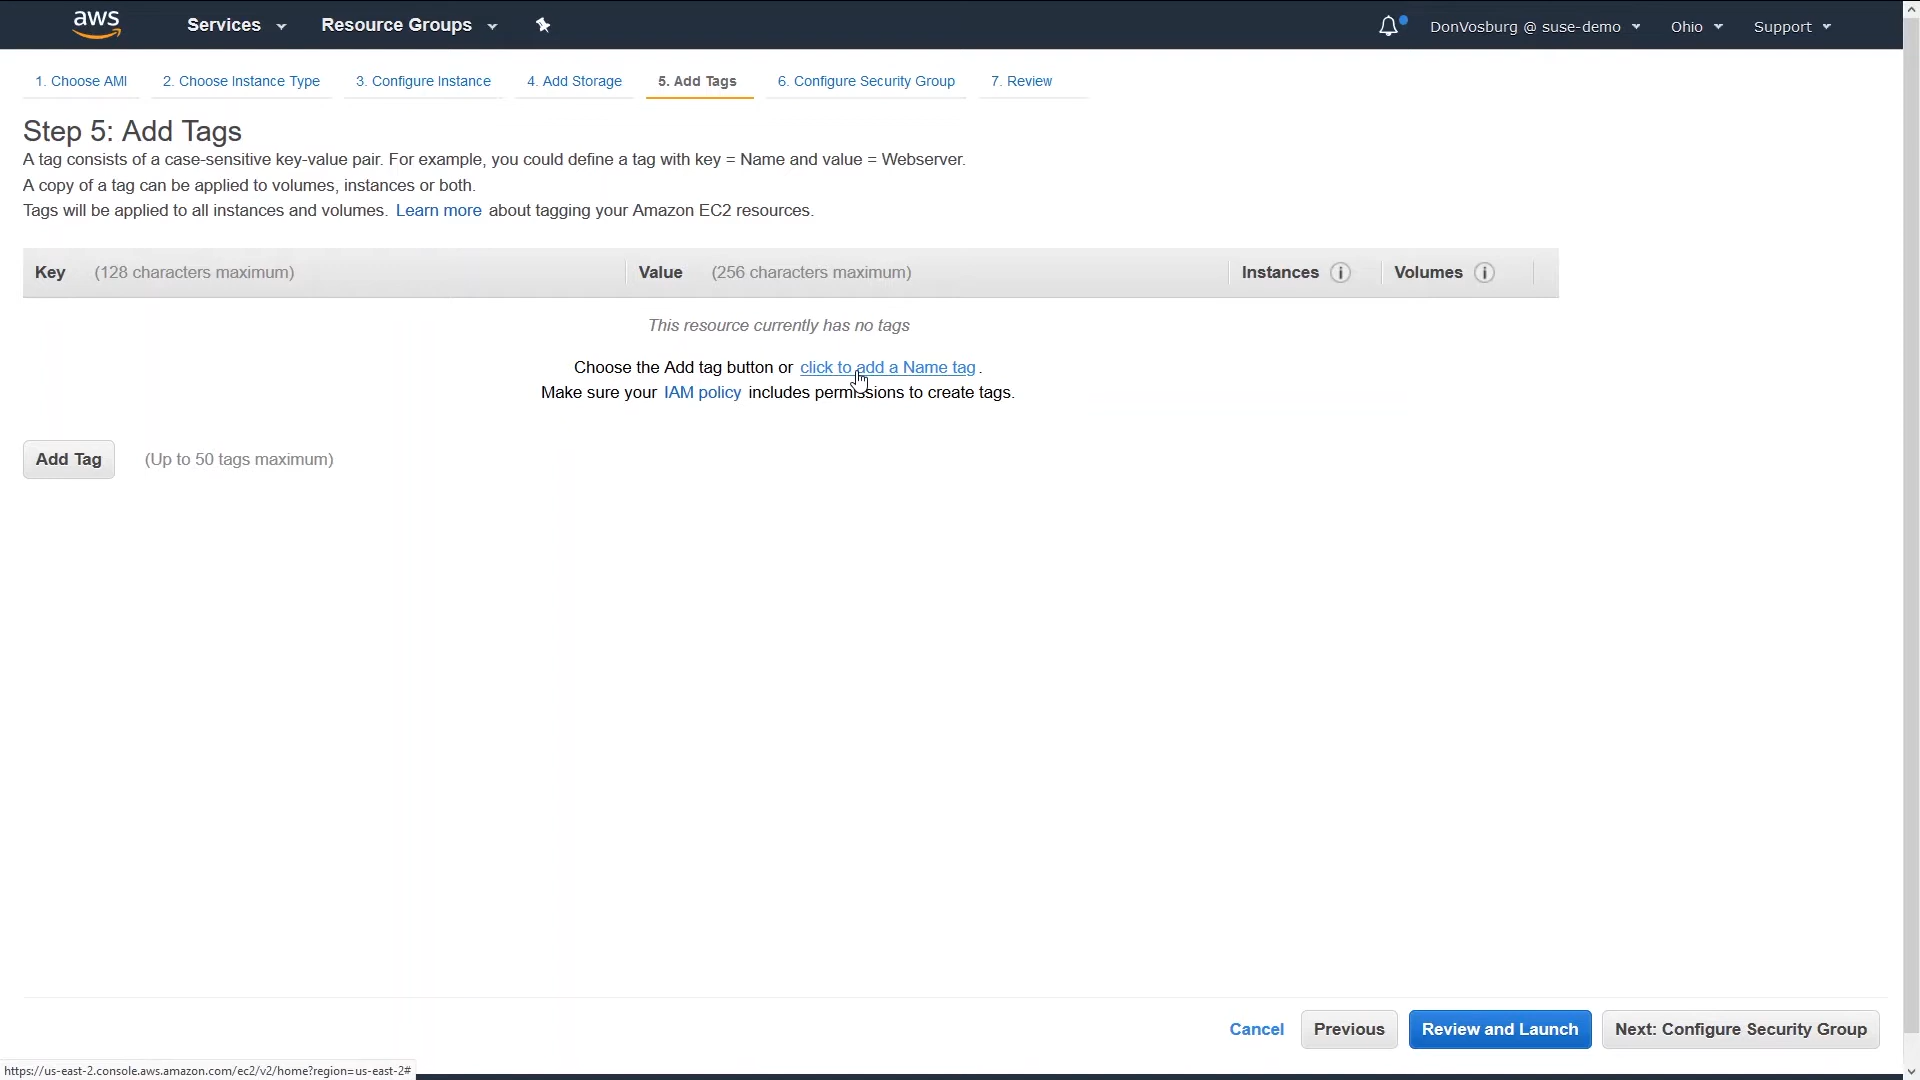 aws Services Resource Groups DonVosburg @ suse-demo Ohio Support
1. Choose AMI 2. Choose Instance Type 3. Configure Instance 4. Add Storage 5. Add Tags 6. Configure Security Group 7. Review
Step 5: Add Tags
A tag consists of a case-sensitive key-value pair. For example, you could define a tag with key = Name and value = Webserver.
A copy of a tag can be applied to volumes, instances or both.
Tags will be applied to all instances and volumes. Learn more about tagging your Amazon EC2 resources.
Key (128 characters maximum) Value (256 characters maximum) Instances i Volumes i
This resource currently has no tags
Choose the Add tag button or click to add a Name tag.
Make sure your IAM policy includes permissions to create tags.
Add Tag (Up to 50 tags maximum)
Cancel Previous Review and Launch Next: Configure Security Group
https://us-east-2.console.aws.amazon.com/ec2/v2/home?region=us-east-2#